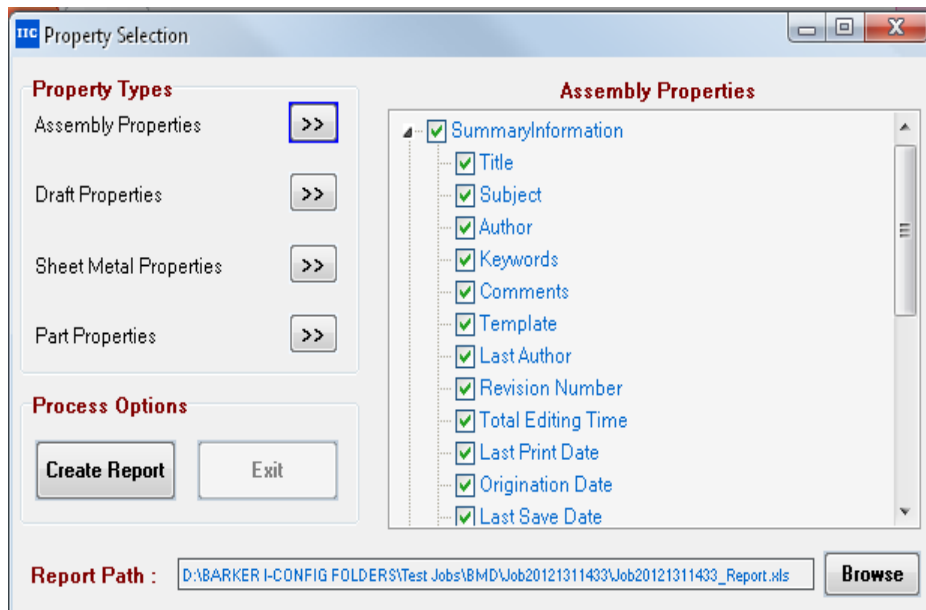 TTC Property Selection
Property Types
Assembly Properties >>
Draft Properties >>
Sheet Metal Properties >>
Part Properties >>
Process Options
Create Report Exit
Assembly Properties
SummaryInformation
Title
Subject
Author
Keywords
Comments
Template
Last Author
Revision Number
Total Editing Time
Last Print Date
Origination Date
Last Save Date
Report Path : D:\BARKER I-CONFIG FOLDERS\Test Jobs\BMD\Job20121311433\Job20121311433_Report.xls Browse